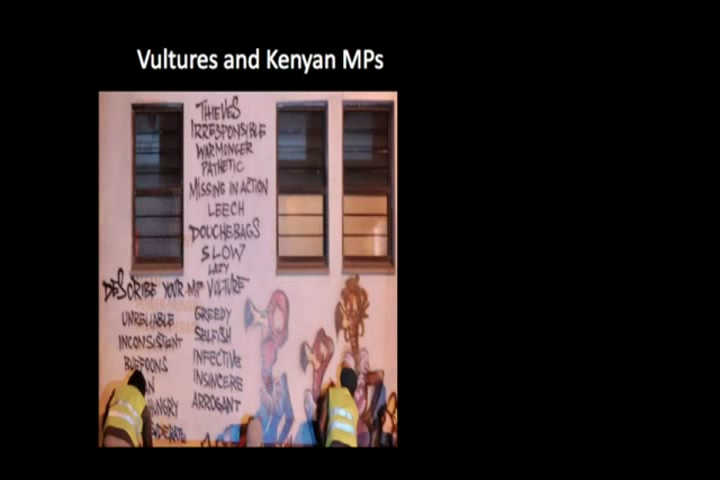 Vultures and Kenyan MPs
THIEVES
IRRESPONSIBLE
WARMONGER
PATHETIC
MISSING IN ACTION
LEECH
DOUCHEBAGS
SLOW
LAZY
DESCRIBE YOUR MP VULTURE
UNRELIABLE
INCONSISTENT
BUFFOONS
HUNGRY
GREEDY
SELFISH
INFECTIVE
INSINCERE
ARROGANT